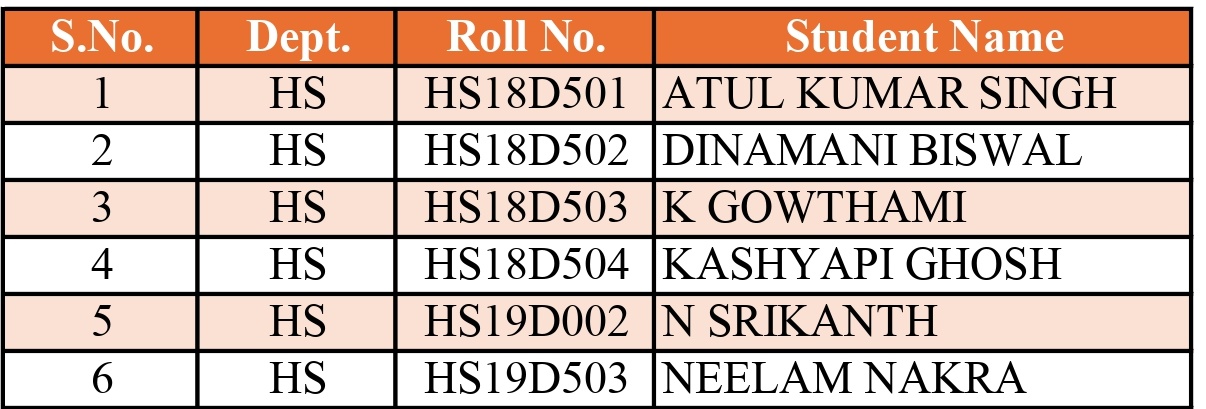 S.No. Dept. Roll No. Student Name
1 HS HS18D501 ATUL KUMAR SINGH
2 HS HS18D502 DINAMANI BISWAL
3 HS HS18D503 K GOWTHAMI
4 HS HS18D504 KASHYAPI GHOSH
5 HS HS19D002 N SRIKANTH
6 HS HS19D503 NEELAM NAKRA